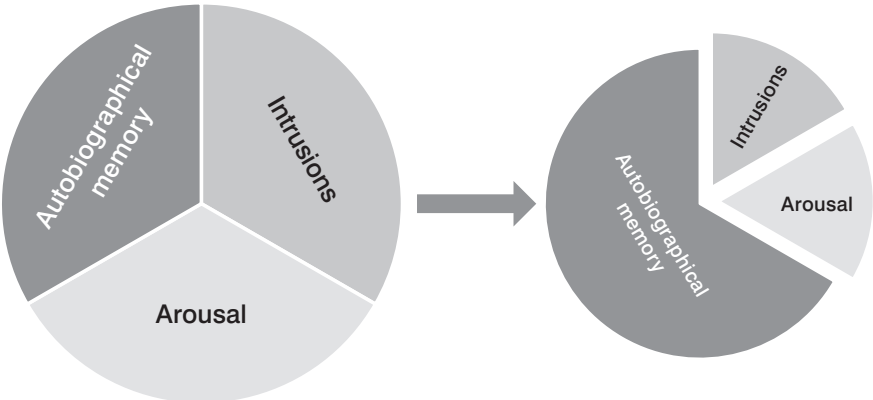 Autobiographical
memory
Intrusions
Arousal
Autobiographical
memory
Intrusions
Arousal